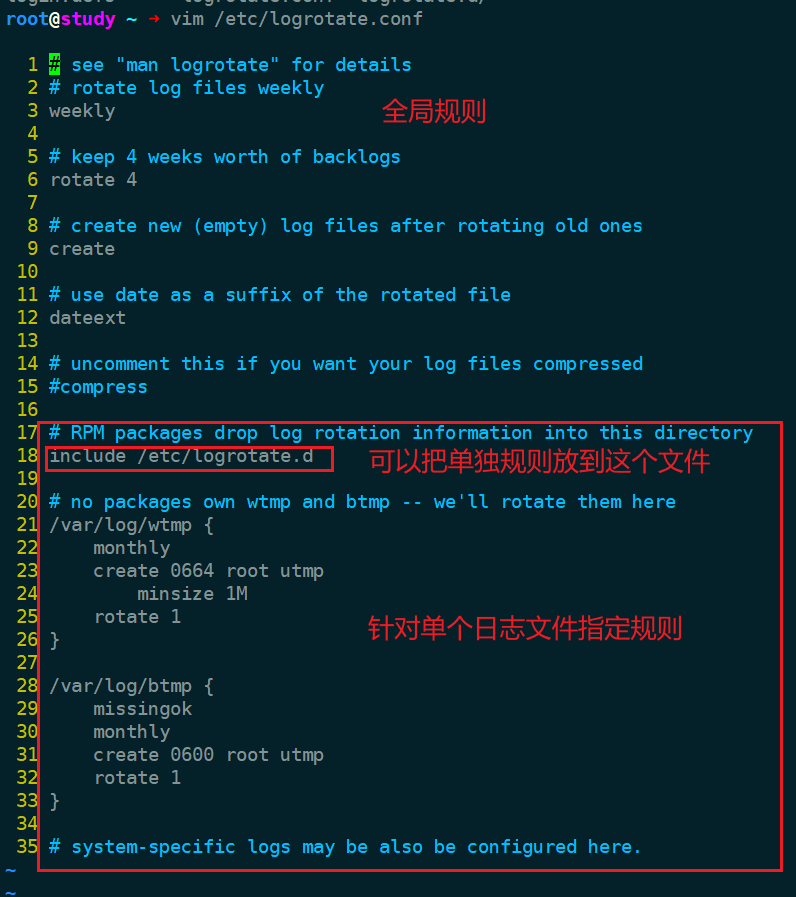 root@study ~ → vim /etc/logrotate.conf
1 # see "man logrotate" for details
2 # rotate log files weekly
3 weekly 全局规则
4
5 # keep 4 weeks worth of backlogs
6 rotate 4
7
8 # create new (empty) log files after rotating old ones
9 create
10
11 # use date as a suffix of the rotated file
12 dateext
13
14 # uncomment this if you want your log files compressed
15 #compress
16
17 # RPM packages drop log rotation information into this directory
18 include /etc/logrotate.d 可以把单独规则放到这个文件
19
20 # no packages own wtmp and btmp -- we'll rotate them here
21 /var/log/wtmp {
22     monthly
23     create 0664 root utmp
24         minsize 1M
25     rotate 1 针对单个日志文件指定规则
26 }
27
28 /var/log/btmp {
29     missingok
30     monthly
31     create 0600 root utmp
32     rotate 1
33 }
34
35 # system-specific logs may be also be configured here.
~
~